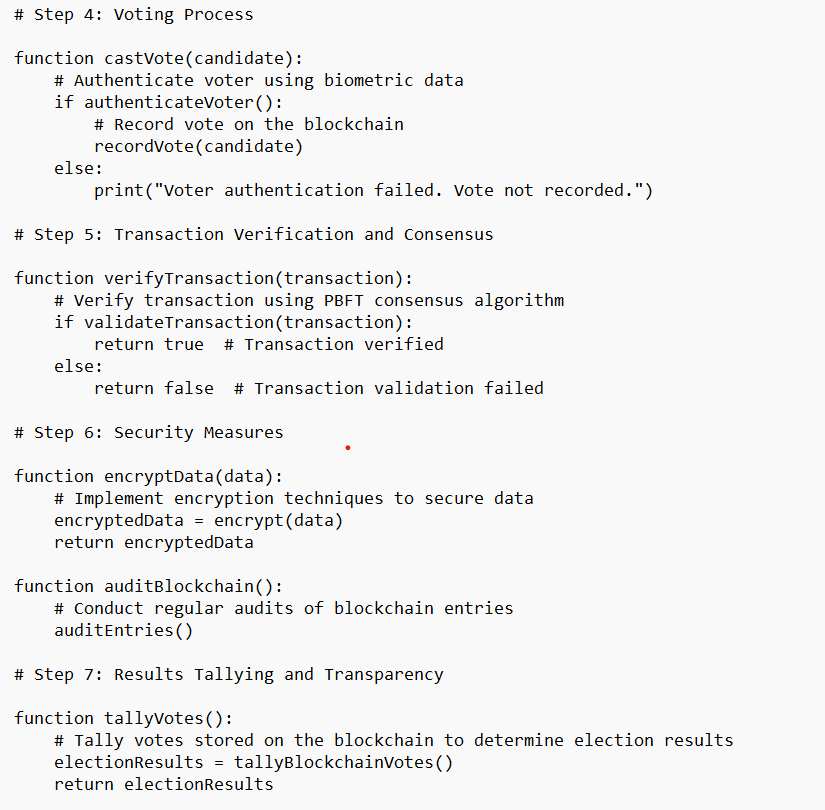 # Step 4: Voting Process
function castVote(candidate):
    # Authenticate voter using biometric data
    if authenticateVoter():
        # Record vote on the blockchain
        recordVote(candidate)
    else:
        print("Voter authentication failed. Vote not recorded.")
# Step 5: Transaction Verification and Consensus
function verifyTransaction(transaction):
    # Verify transaction using PBFT consensus algorithm
    if validateTransaction(transaction):
        return true  # Transaction verified
    else:
        return false  # Transaction validation failed
# Step 6: Security Measures
function encryptData(data):
    # Implement encryption techniques to secure data
    encryptedData = encrypt(data)
    return encryptedData
function auditBlockchain():
    # Conduct regular audits of blockchain entries
    auditEntries()
# Step 7: Results Tallying and Transparency
function tallyVotes():
    # Tally votes stored on the blockchain to determine election results
    electionResults = tallyBlockchainVotes()
    return electionResults